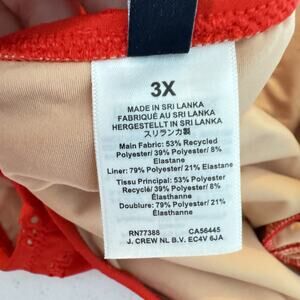 3X
MADE IN SRI LANKA
FABRIQUÉ AU SRI LANKA
HERGESTELLT IN SRI LANKA
スリランカ製
Main Fabric: 53% Recycled
Polyester/ 39% Polyester/ 8%
Elastane
Liner: 79% Polyester/ 21% Elastane
Tissu Principal: 53% Polyester
Recyclé/ 39% Polyester/ 8%
Élasthanne
Doublure: 79% Polyester/ 21%
Élasthanne
RN77388 CA56445
J. CREW NL B.V. EC4V 6JA